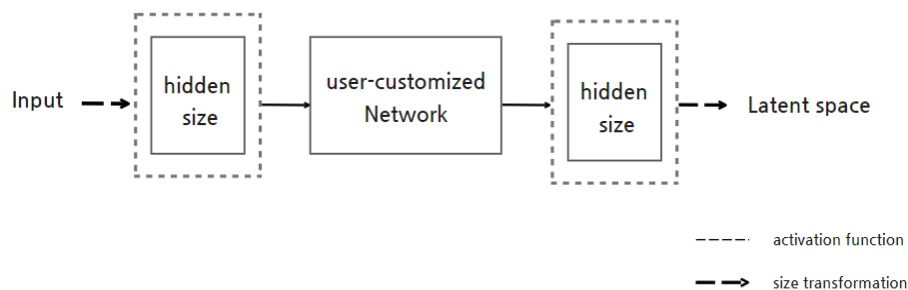 Input
hidden
size
user-customized
Network
hidden
size
Latent space
activation function
size transformation